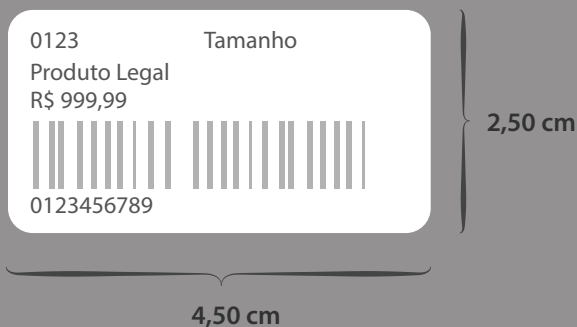 0123 Tamanho
Produto Legal
R$ 999,99
0123456789
2,50 cm
4,50 cm